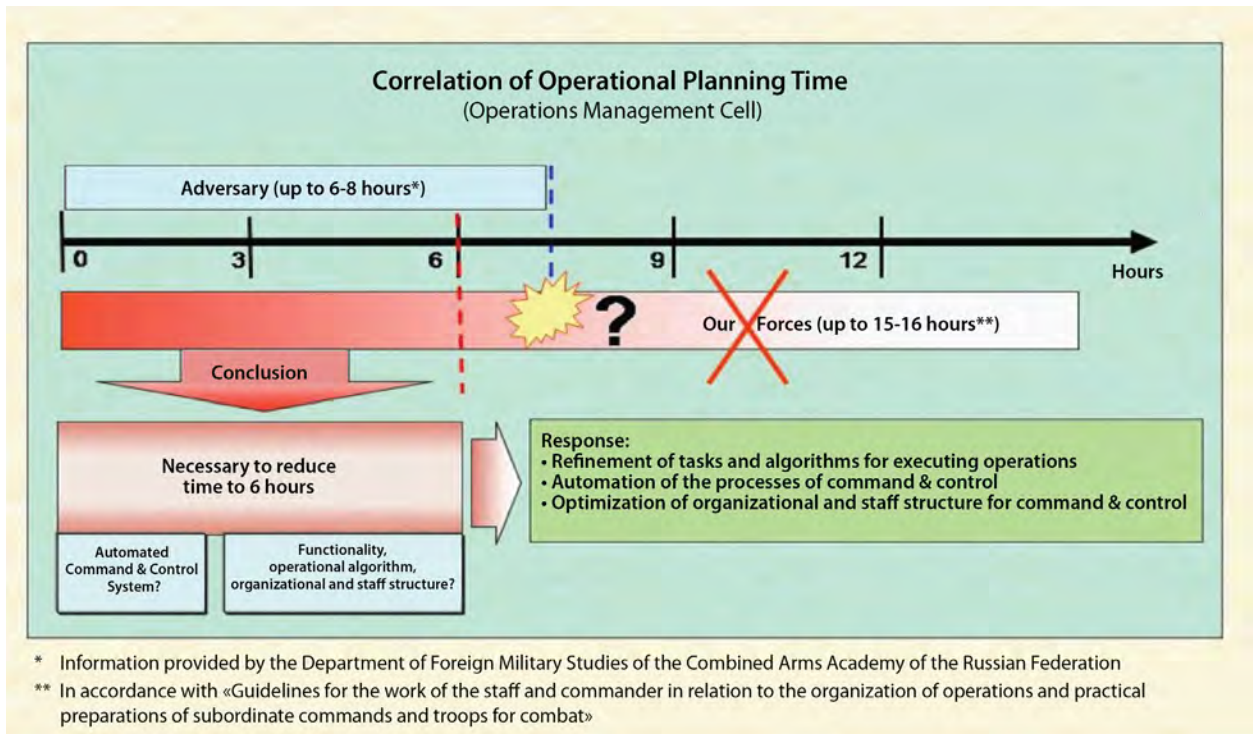 Correlation of Operational Planning Time
(Operations Management Cell)
Adversary (up to 6-8 hours*)
0 3 6 9 12
Hours
?
Our Forces (up to 15-16 hours**)
Conclusion
Necessary to reduce
time to 6 hours
Response:
• Refinement of tasks and algorithms for executing operations
• Automation of the processes of command & control
• Optimization of organizational and staff structure for command & control
Automated
Command & Control
System?
Functionality,
operational algorithm,
organizational and staff structure?
* Information provided by the Department of Foreign Military Studies of the Combined Arms Academy of the Russian Federation
** In accordance with «Guidelines for the work of the staff and commander in relation to the organization of operations and practical
preparations of subordinate commands and troops for combat»